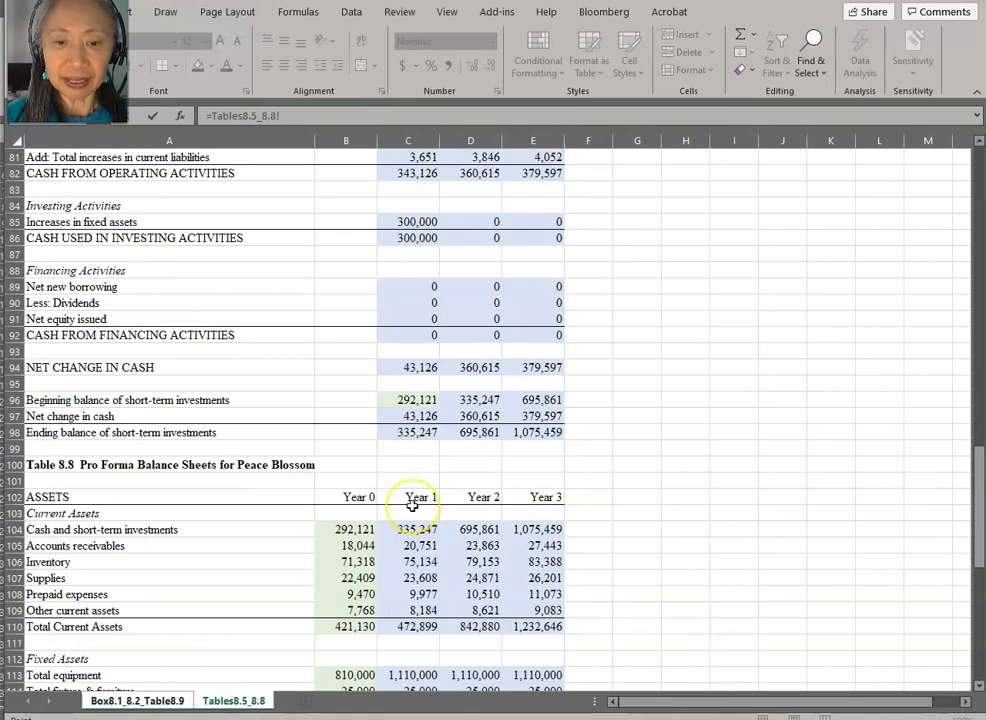 Draw Page Layout Formulas Data Review View Add-ins Help Bloomberg Acrobat Share Comments
12 A^ A˅ ab Number Insert Σ
$ % Conditional Formatting Format as Table Cell Styles Delete Format Sort & Filter Find & Select Data Analysis Sensitivity
Font Alignment Number Styles Cells Editing Analysis Sensitivity
fx =Tables8.5_8.8!
A B C D E F G H I J K L M
81 Add: Total increases in current liabilities 3,651 3,846 4,052
82 CASH FROM OPERATING ACTIVITIES 343,126 360,615 379,597
83
84 Investing Activities
85 Increases in fixed assets 300,000 0 0
86 CASH USED IN INVESTING ACTIVITIES 300,000 0 0
87
88 Financing Activities
89 Net new borrowing 0 0 0
90 Less: Dividends 0 0 0
91 Net equity issued 0 0 0
92 CASH FROM FINANCING ACTIVITIES 0 0 0
93
94 NET CHANGE IN CASH 43,126 360,615 379,597
95
96 Beginning balance of short-term investments 292,121 335,247 695,861
97 Net change in cash 43,126 360,615 379,597
98 Ending balance of short-term investments 335,247 695,861 1,075,459
99
100 Table 8.8 Pro Forma Balance Sheets for Peace Blossom
101
102 ASSETS Year 0 Year 1 Year 2 Year 3
103 Current Assets
104 Cash and short-term investments 292,121 335,247 695,861 1,075,459
105 Accounts receivables 18,044 20,751 23,863 27,443
106 Inventory 71,318 75,134 79,153 83,388
107 Supplies 22,409 23,608 24,871 26,201
108 Prepaid expenses 9,470 9,977 10,510 11,073
109 Other current assets 7,768 8,184 8,621 9,083
110 Total Current Assets 421,130 472,899 842,880 1,232,646
111
112 Fixed Assets
113 Total equipment 810,000 1,110,000 1,110,000 1,110,000
Total fixture & furniture 25,000 25,000 25,000 25,000
Box8.1_8.2_Table8.9 Tables8.5_8.8